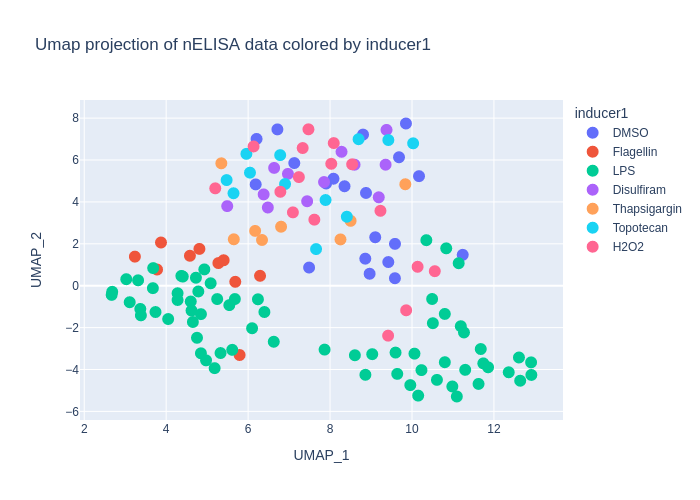 Umap projection of nELISA data colored by inducer1
inducer1
DMSO
Flagellin
LPS
Disulfiram
Thapsigargin
Topotecan
H2O2
UMAP_2
8
6
4
2
0
−2
−4
−6
2 4 6 8 10 12
UMAP_1